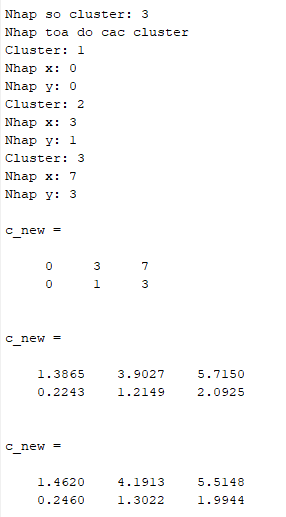 Nhap so cluster: 3
Nhap toa do cac cluster
Cluster: 1
Nhap x: 0
Nhap y: 0
Cluster: 2
Nhap x: 3
Nhap y: 1
Cluster: 3
Nhap x: 7
Nhap y: 3
c_new =
0 3 7
0 1 3
c_new =
1.3865 3.9027 5.7150
0.2243 1.2149 2.0925
c_new =
1.4620 4.1913 5.5148
0.2460 1.3022 1.9944